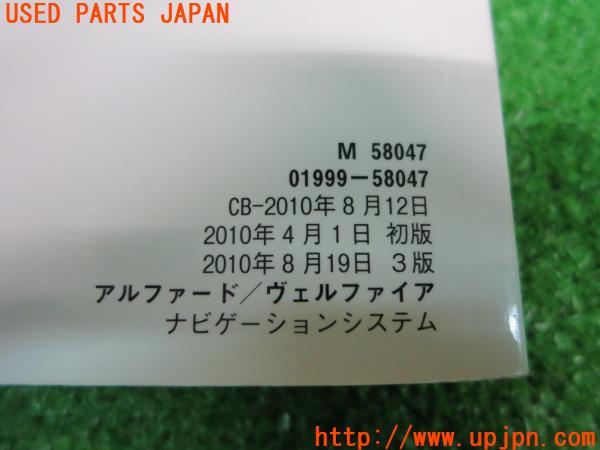 USED PARTS JAPAN
M 58047
01999-58047
CB-2010年8月12日
2010年4月1日 初版
2010年8月19日 3版
アルファード/ヴェルファイア
ナビゲーションシステム
http://www.upjpn.com